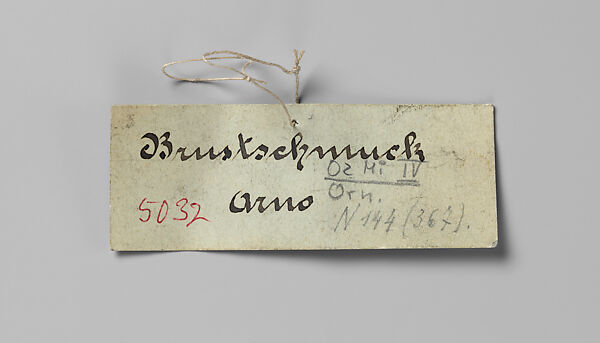 Brustschmuck
Oz Mi IV
5032 Arno Orn.
N 144 (367).